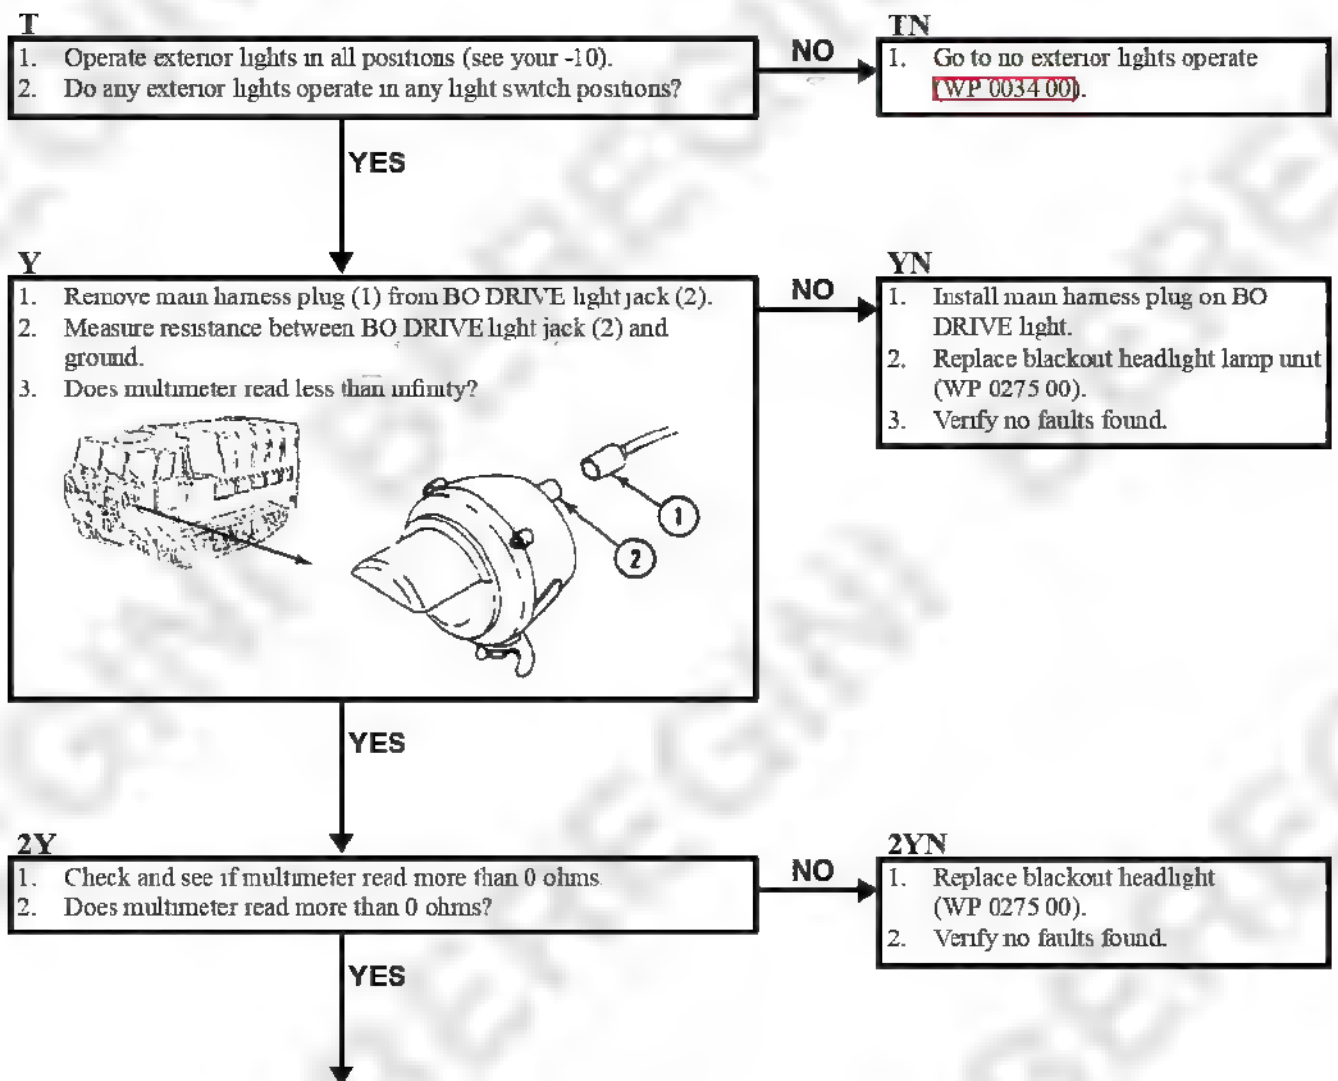 T
1. Operate exterior lights in all positions (see your -10).
2. Do any exterior lights operate in any light switch positions?
NO
TN
1. Go to no exterior lights operate
(WP 0034 00).
YES
Y
1. Remove main harness plug (1) from BO DRIVE light jack (2).
2. Measure resistance between BO DRIVE light jack (2) and
ground.
3. Does multimeter read less than infinity?
1
2
NO
YN
1. Install main harness plug on BO
DRIVE light.
2. Replace blackout headlight lamp unit
(WP 0275 00).
3. Verify no faults found.
YES
2Y
1. Check and see if multimeter read more than 0 ohms.
2. Does multimeter read more than 0 ohms?
NO
2YN
1. Replace blackout headlight
(WP 0275 00).
2. Verify no faults found.
YES